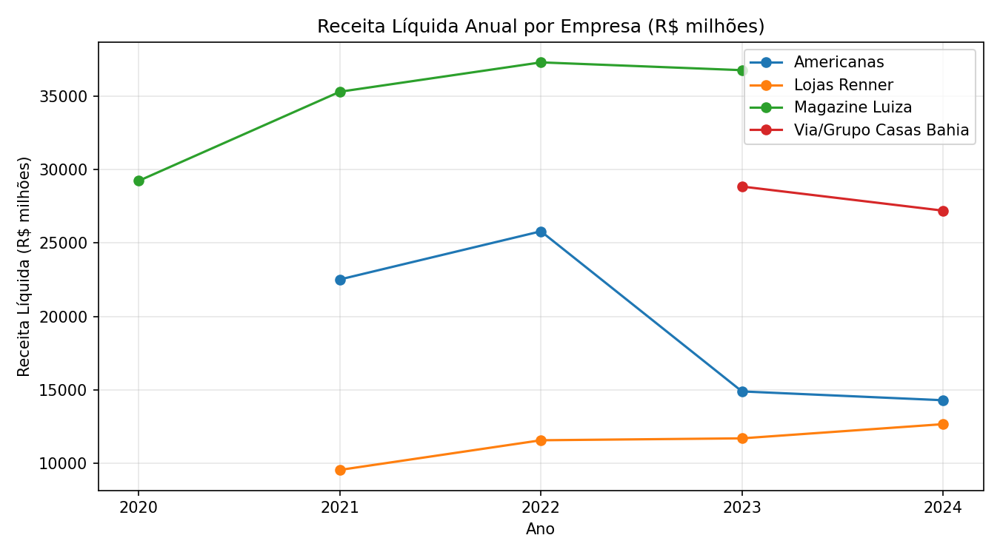 Receita Líquida Anual por Empresa (R$ milhões)
Americanas
Lojas Renner
Magazine Luiza
Via/Grupo Casas Bahia
Receita Líquida (R$ milhões)
35000
30000
25000
20000
15000
10000
2020
2021
2022
2023
2024
Ano